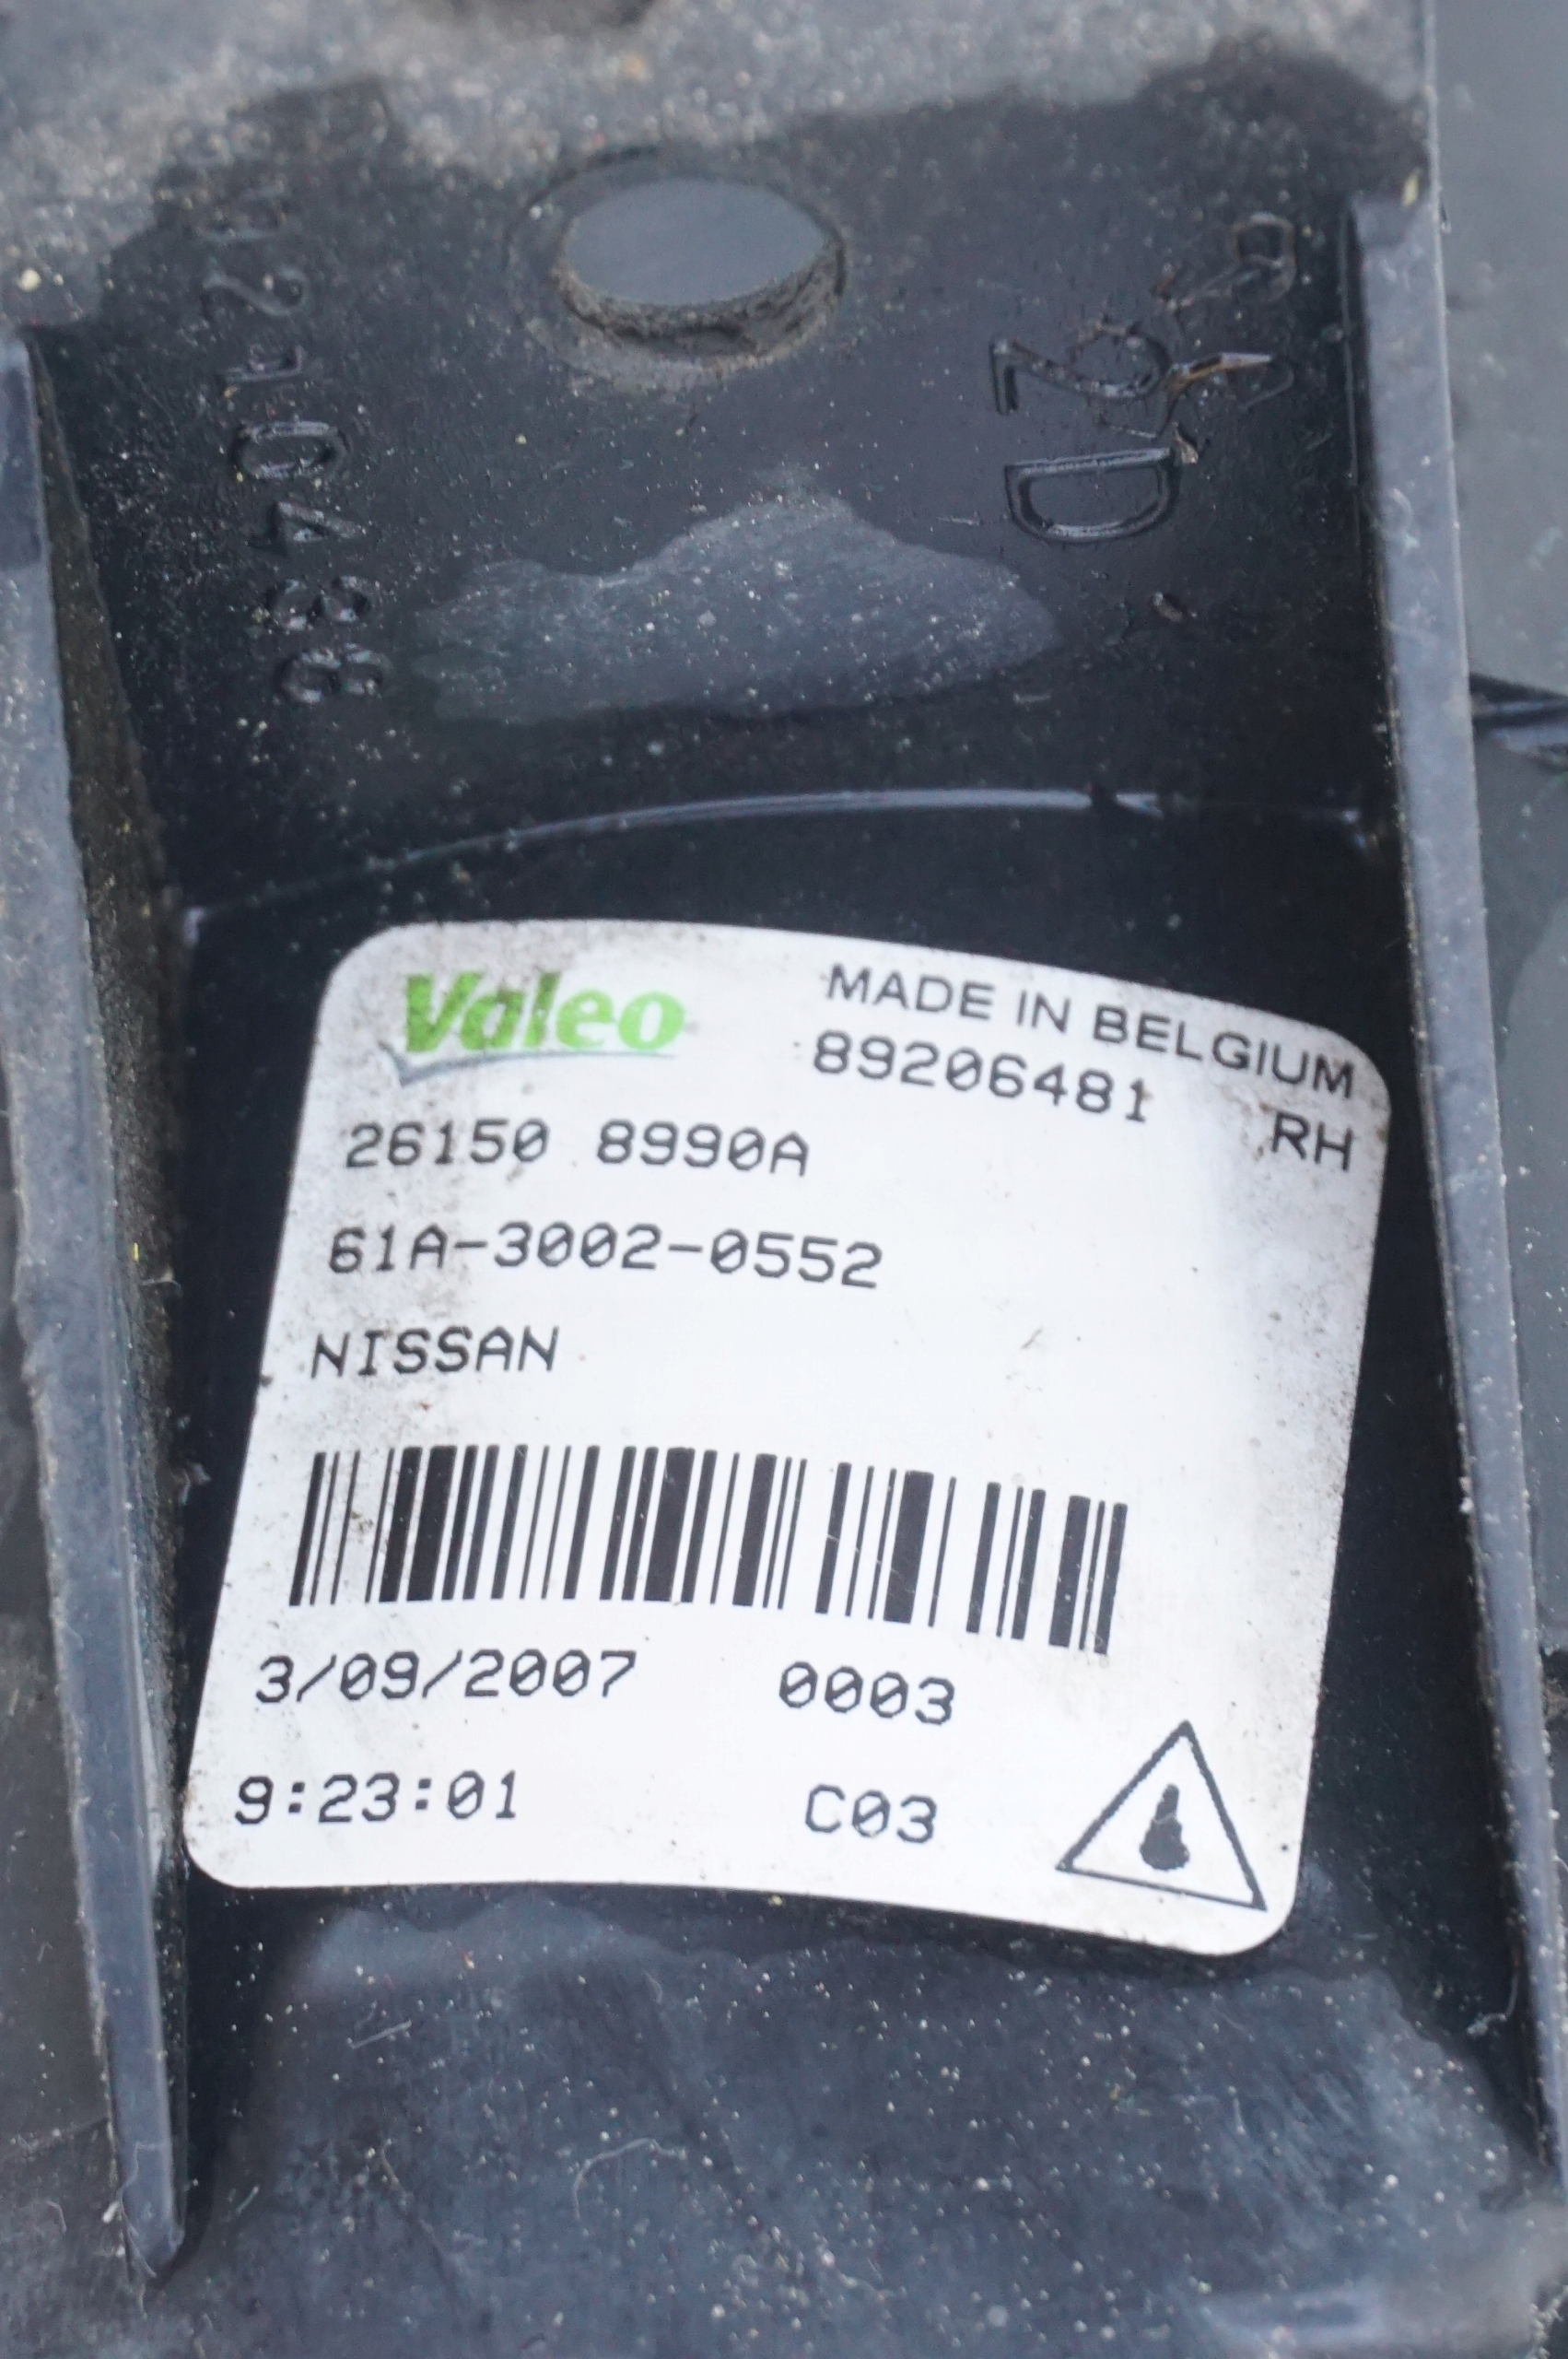 Valeo
MADE IN BELGIUM
89206481
RH
26150 8990A
61A-3002-0552
NISSAN
3/09/2007 0003
9:23:01 C03